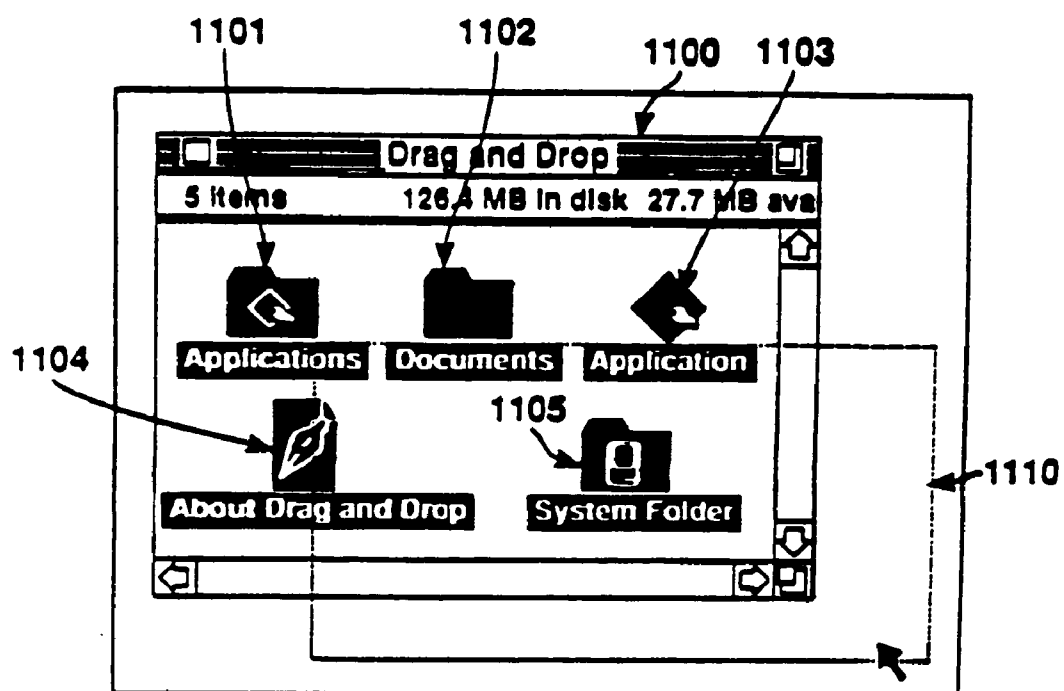 1101
1102
1100
1103
Drag and Drop
5 items 126.4 MB in disk 27.7 MB ava
Applications Documents Application
1104
1105
1110
About Drag and Drop System Folder